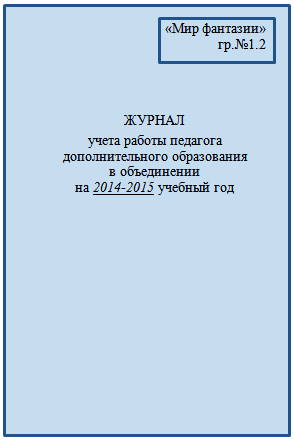 «Мир фантазии»
гр.№1.2
ЖУРНАЛ
учета работы педагога
дополнительного образования
в объединении
на 2014-2015 учебный год